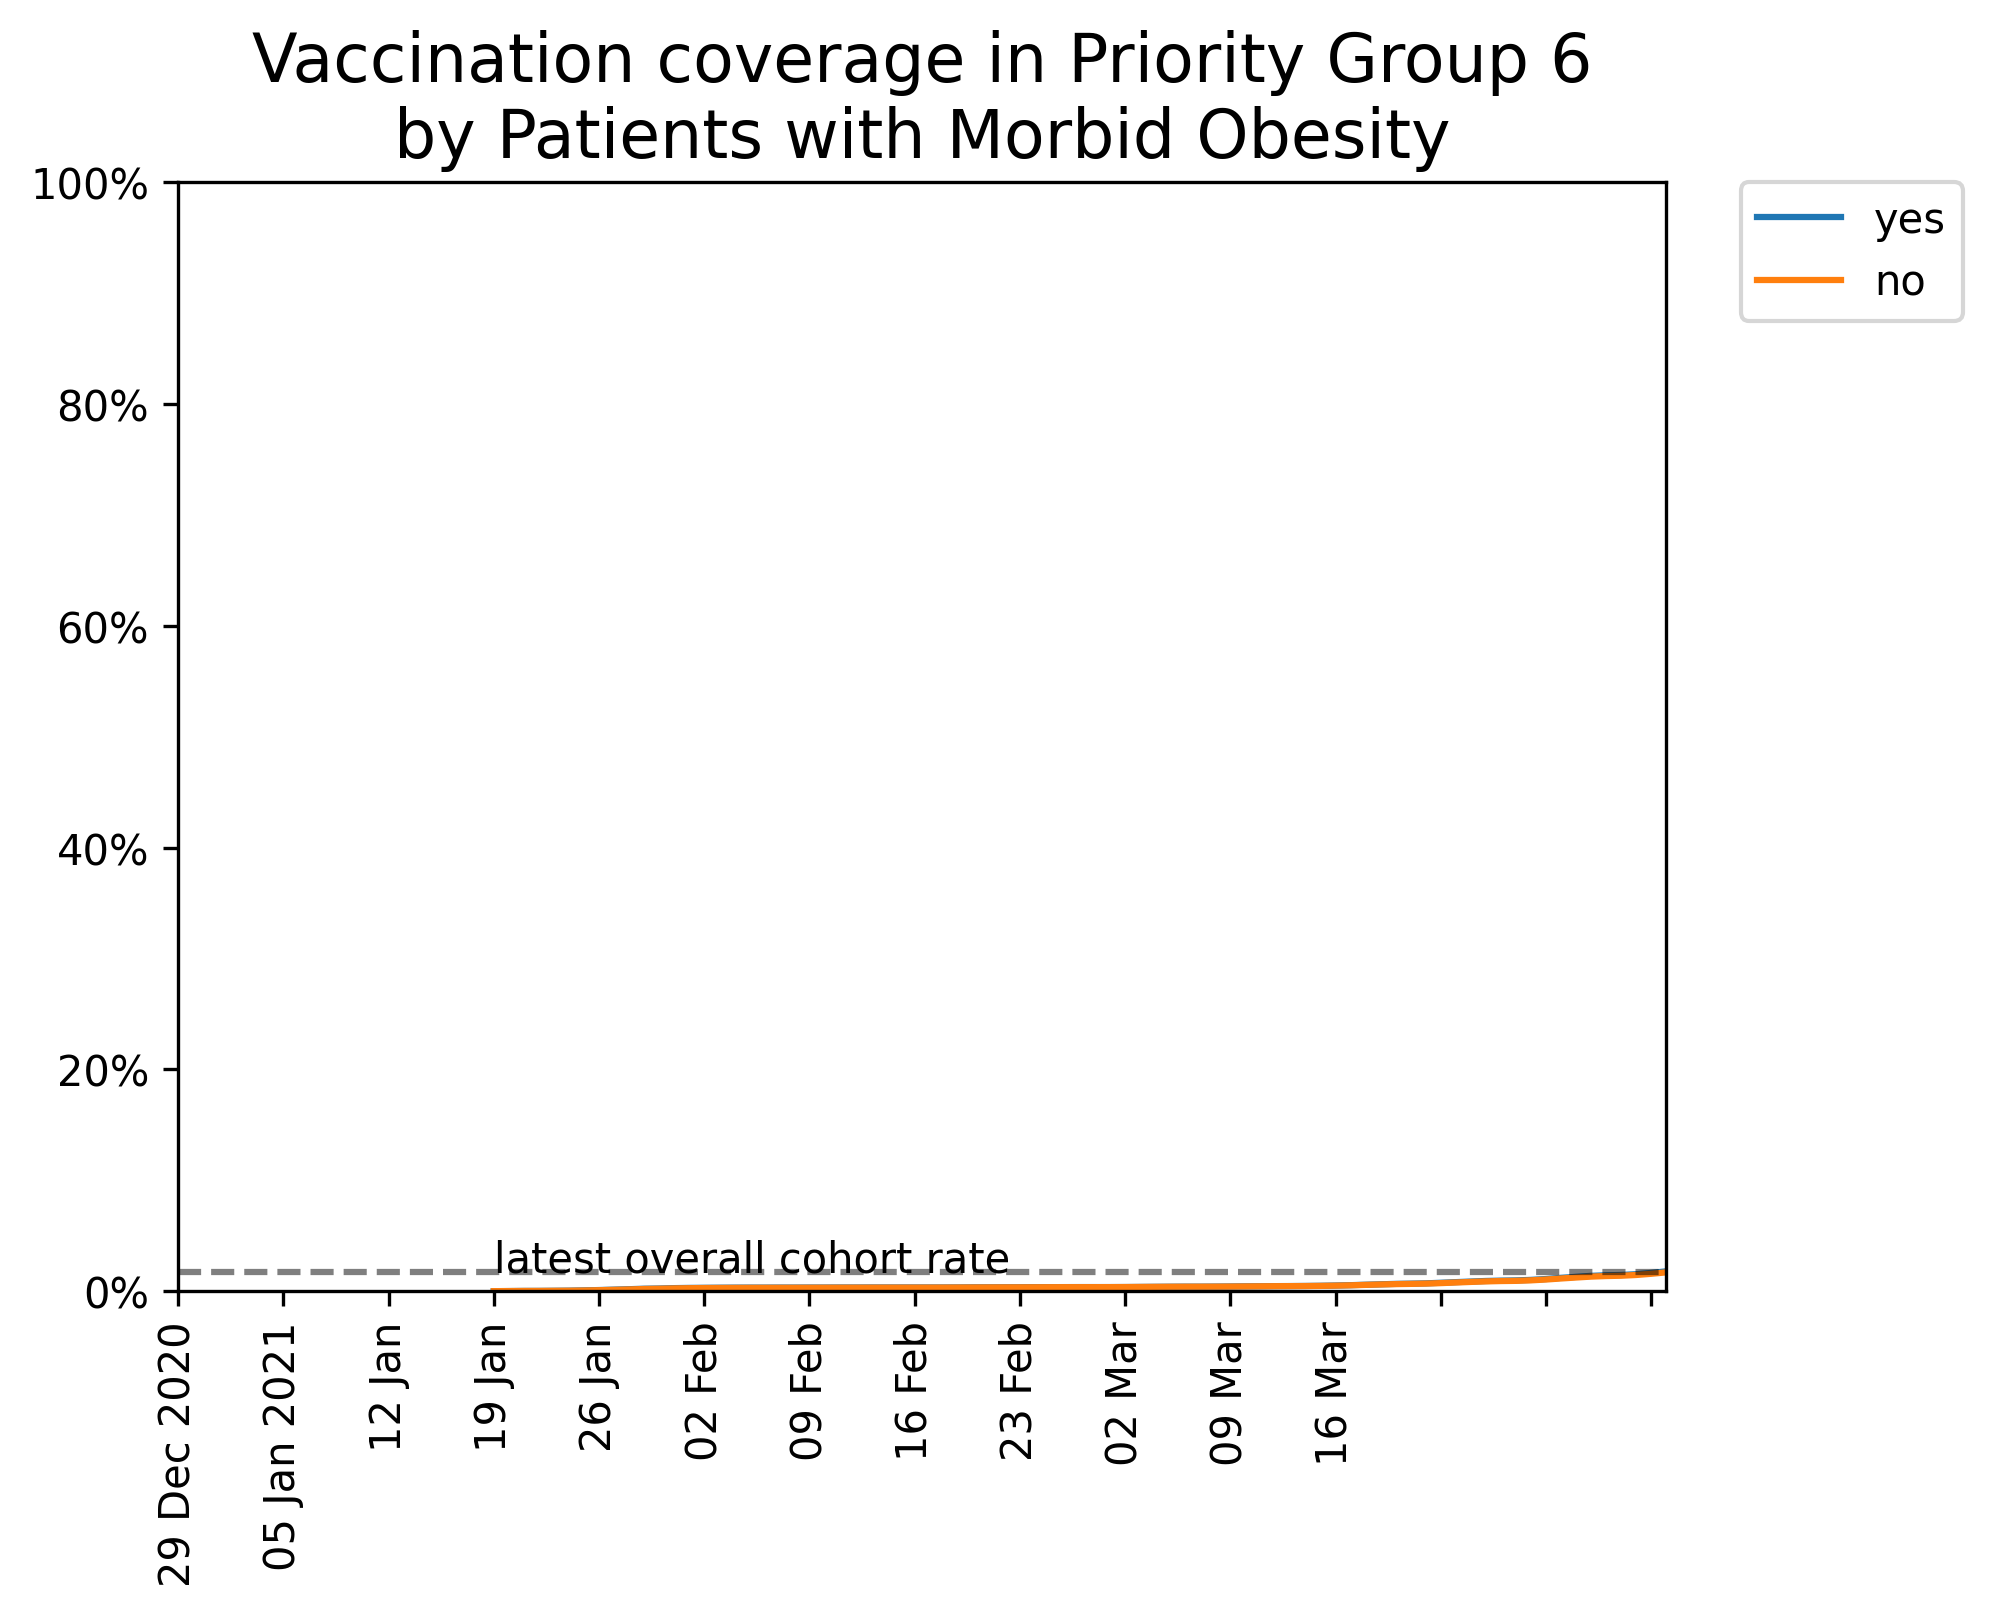 Vaccination coverage in Priority Group 6
by Patients with Morbid Obesity
100%
80%
60%
40%
20%
0%
yes
no
latest overall cohort rate
29 Dec 2020
05 Jan 2021
12 Jan
19 Jan
26 Jan
02 Feb
09 Feb
16 Feb
23 Feb
02 Mar
09 Mar
16 Mar